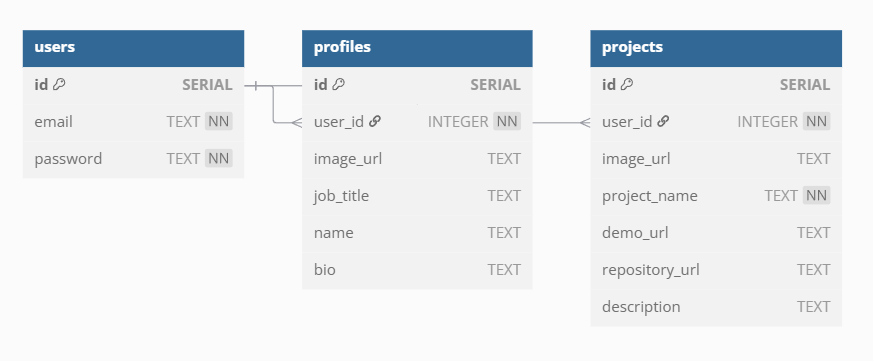 users
id SERIAL
email TEXT NN
password TEXT NN
profiles
id SERIAL
user_id INTEGER NN
image_url TEXT
job_title TEXT
name TEXT
bio TEXT
projects
id SERIAL
user_id INTEGER NN
image_url TEXT
project_name TEXT NN
demo_url TEXT
repository_url TEXT
description TEXT